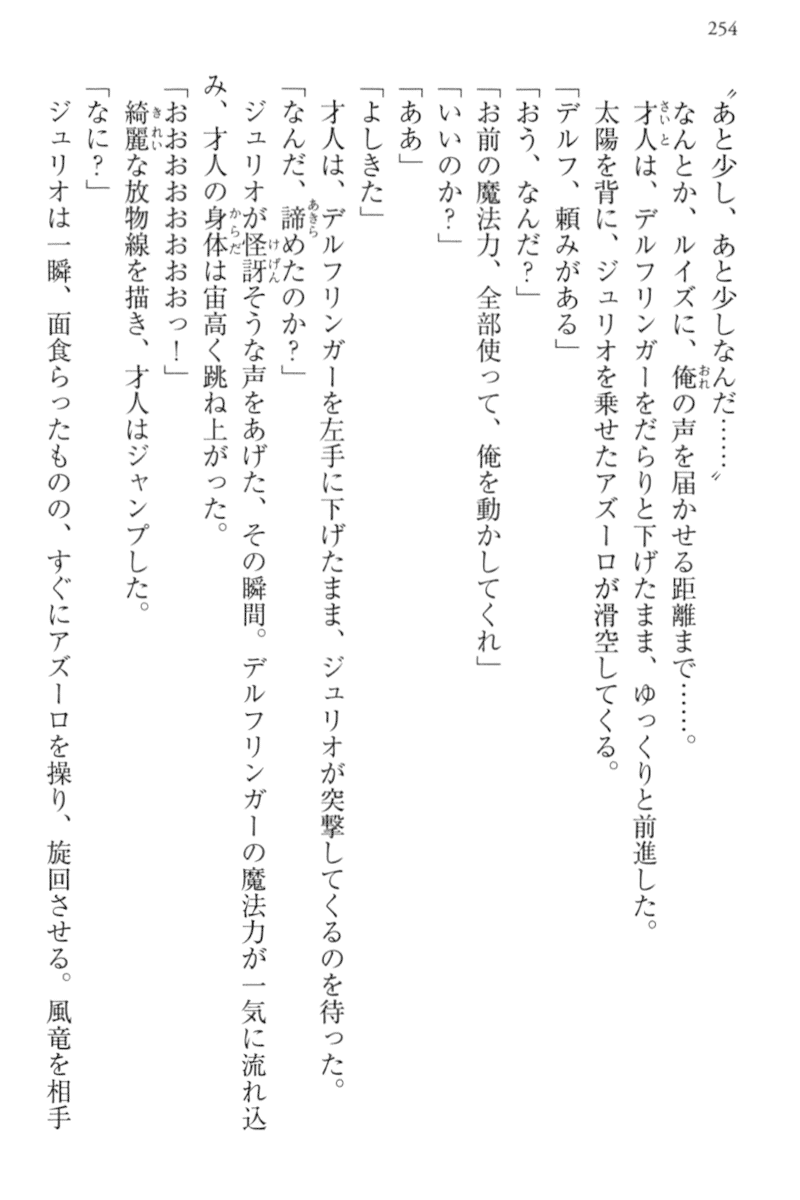 254
〝あと少し、あと少しなんだ……〟
なんとか、ルイズに、俺の声を届かせる距離まで……。
才人は、デルフリンガーをだらりと下げたまま、ゆっくりと前進した。
太陽を背に、ジュリオを乗せたアズーロが滑空してくる。
「デルフ、頼みがある」
「おう、なんだ?」
「お前の魔法力、全部使って、俺を動かしてくれ」
「いいのか?」
「ああ」
「よしきた」
才人は、デルフリンガーを左手に下げたまま、ジュリオが突撃してくるのを待った。
「なんだ、諦めたのか?」
ジュリオが怪訝そうな声をあげた、その瞬間。デルフリンガーの魔法力が一気に流れ込
み、才人の身体は宙高く跳ね上がった。
「おおおおおおおおっ!」
綺麗な放物線を描き、才人はジャンプした。
「なに?」
ジュリオは一瞬、面食らったものの、すぐにアズーロを操り、旋回させる。風竜を相手